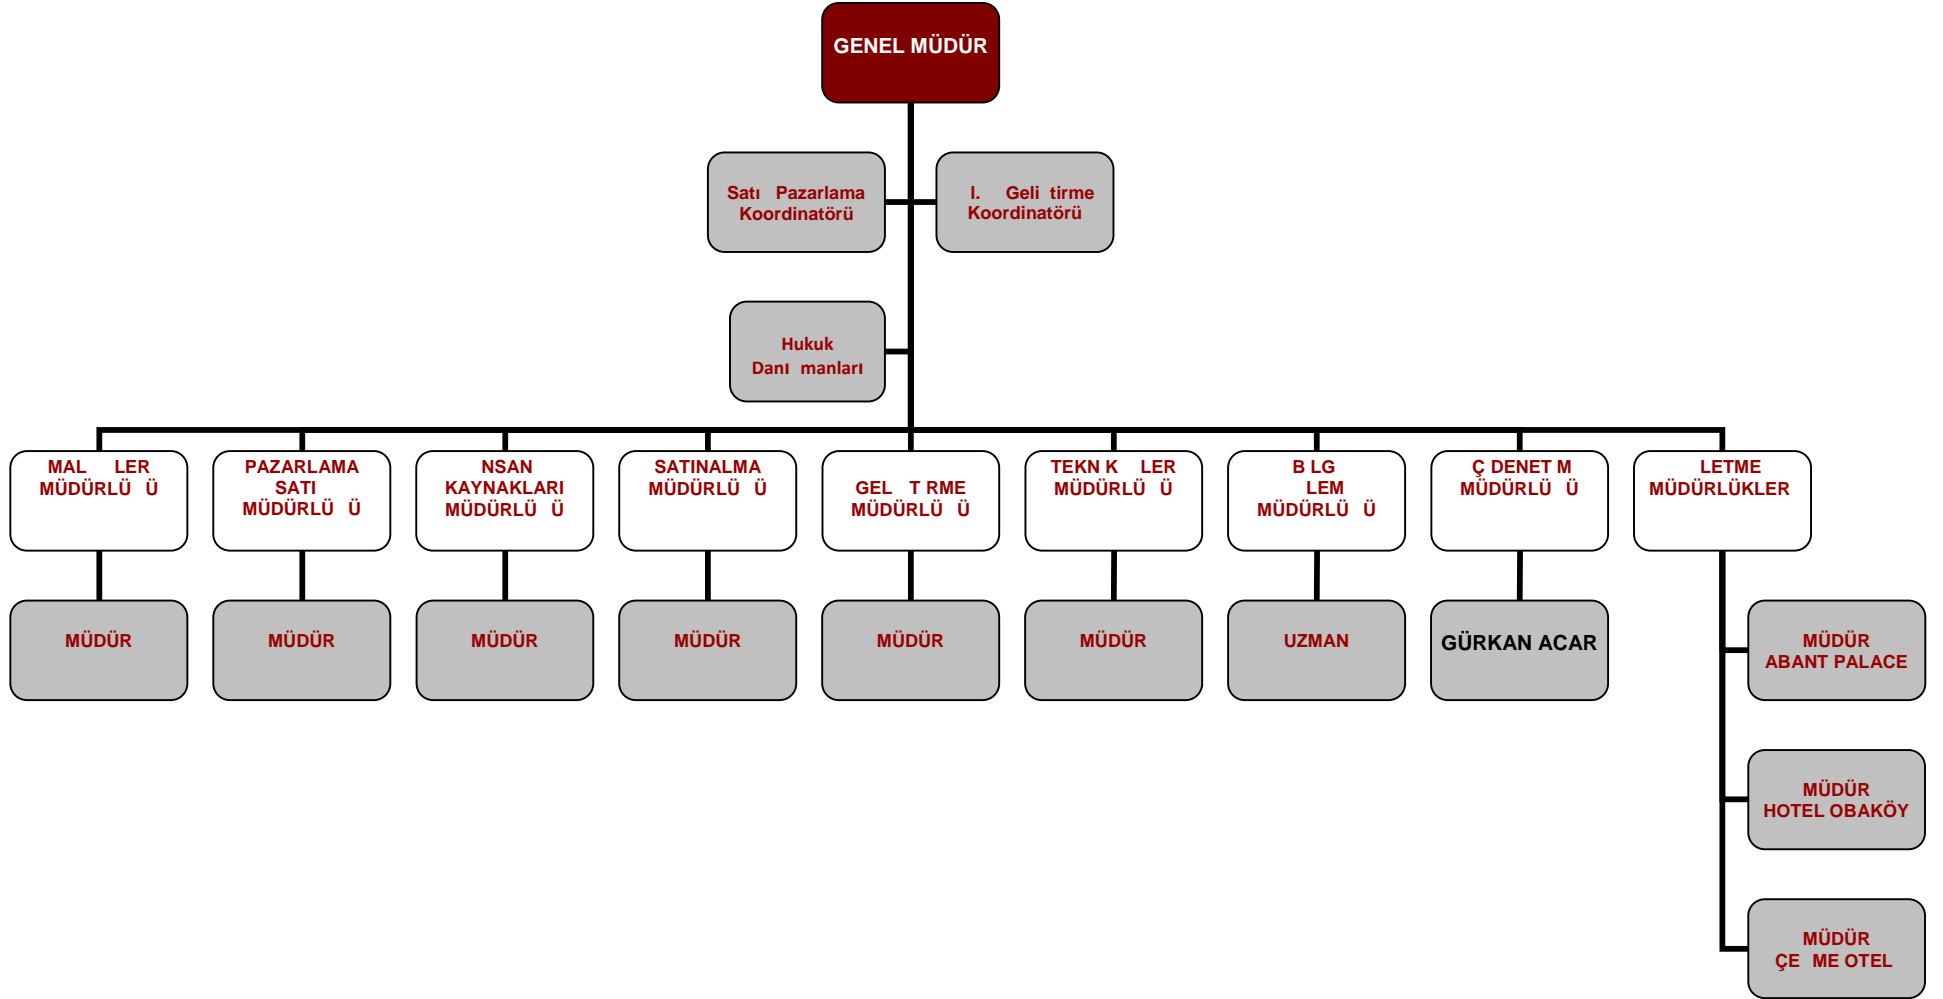 GENEL MÜDÜR
Satı Pazarlama
Koordinatörü
I. Geli tirme
Koordinatörü
Hukuk
Danı manları
MAL LER
MÜDÜRLÜ Ü
PAZARLAMA
SATI
MÜDÜRLÜ Ü
NSAN
KAYNAKLARI
MÜDÜRLÜ Ü
SATINALMA
MÜDÜRLÜ Ü
GEL T RME
MÜDÜRLÜ Ü
TEKN K LER
MÜDÜRLÜ Ü
B LG
LEM
MÜDÜRLÜ Ü
Ç DENET M
MÜDÜRLÜ Ü
LETME
MÜDÜRLÜKLER
MÜDÜR
MÜDÜR
MÜDÜR
MÜDÜR
MÜDÜR
MÜDÜR
UZMAN
GÜRKAN ACAR
MÜDÜR
ABANT PALACE
MÜDÜR
HOTEL OBAKÖY
MÜDÜR
ÇE ME OTEL